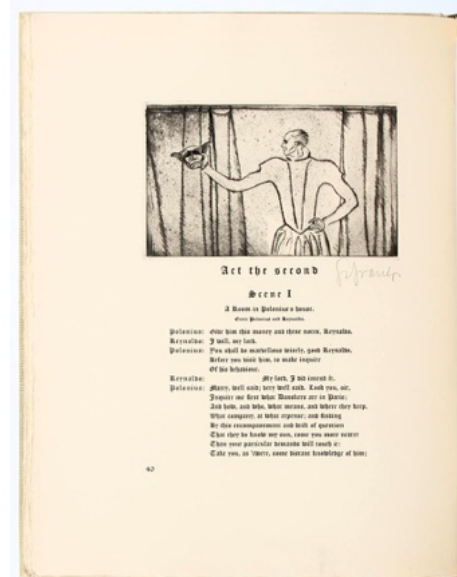 Act the second
Scene I
A Room in Polonius's house.
Enter Polonius and Reynaldo.
Polonius: Give him this money and these notes, Reynaldo.
Reynaldo: I will, my lord.
Polonius: You shall do marvellous wisely, good Reynaldo,
Before you visit him, to make inquire
Of his behaviour.
Reynaldo: My lord, I did intend it.
Polonius: Marry, well said; very well said. Look you, sir,
Inquire me first what Danskers are in Paris;
And how, and who, what means, and where they keep,
What company, at what expense; and finding
By this encompassment and drift of question
That they do know my son, come you more nearer
Than your particular demands will touch it:
Take you, as 'twere, some distant knowledge of him;